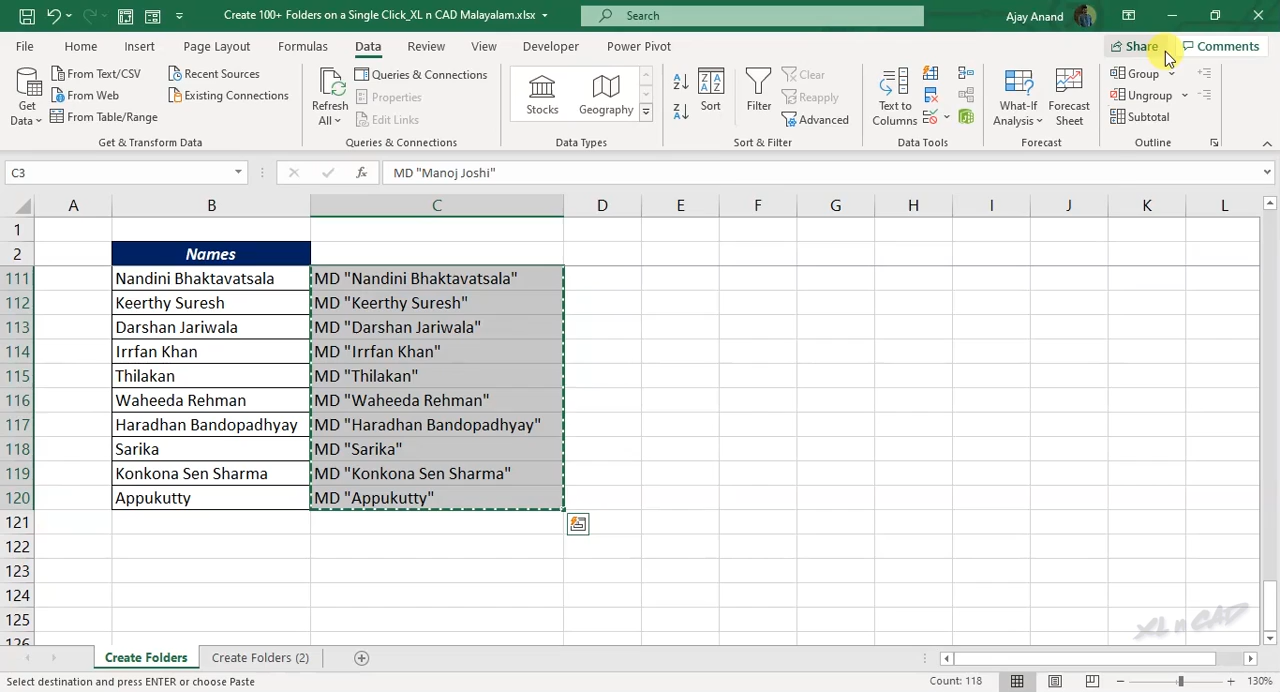 Create 100+ Folders on a Single Click_XL n CAD Malayalam.xlsx
Search
Ajay Anand
File Home Insert Page Layout Formulas Data Review View Developer Power Pivot
Share Comments
Get Data
From Text/CSV
From Web
From Table/Range
Recent Sources
Existing Connections
Get & Transform Data
Refresh All
Queries & Connections
Properties
Edit Links
Queries & Connections
Stocks Geography
Data Types
Sort
Filter
Clear
Reapply
Advanced
Sort & Filter
Text to Columns
Data Tools
What-If Analysis
Forecast Sheet
Forecast
Group
Ungroup
Subtotal
Outline
C3 fx MD "Manoj Joshi"
A B C D E F G H I J K L
1
2 Names
111 Nandini Bhaktavatsala MD "Nandini Bhaktavatsala"
112 Keerthy Suresh MD "Keerthy Suresh"
113 Darshan Jariwala MD "Darshan Jariwala"
114 Irrfan Khan MD "Irrfan Khan"
115 Thilakan MD "Thilakan"
116 Waheeda Rehman MD "Waheeda Rehman"
117 Haradhan Bandopadhyay MD "Haradhan Bandopadhyay"
118 Sarika MD "Sarika"
119 Konkona Sen Sharma MD "Konkona Sen Sharma"
120 Appukutty MD "Appukutty"
121
122
123
124
125
126
XL n CAD
Create Folders Create Folders (2)
Select destination and press ENTER or choose Paste Count: 118 130%